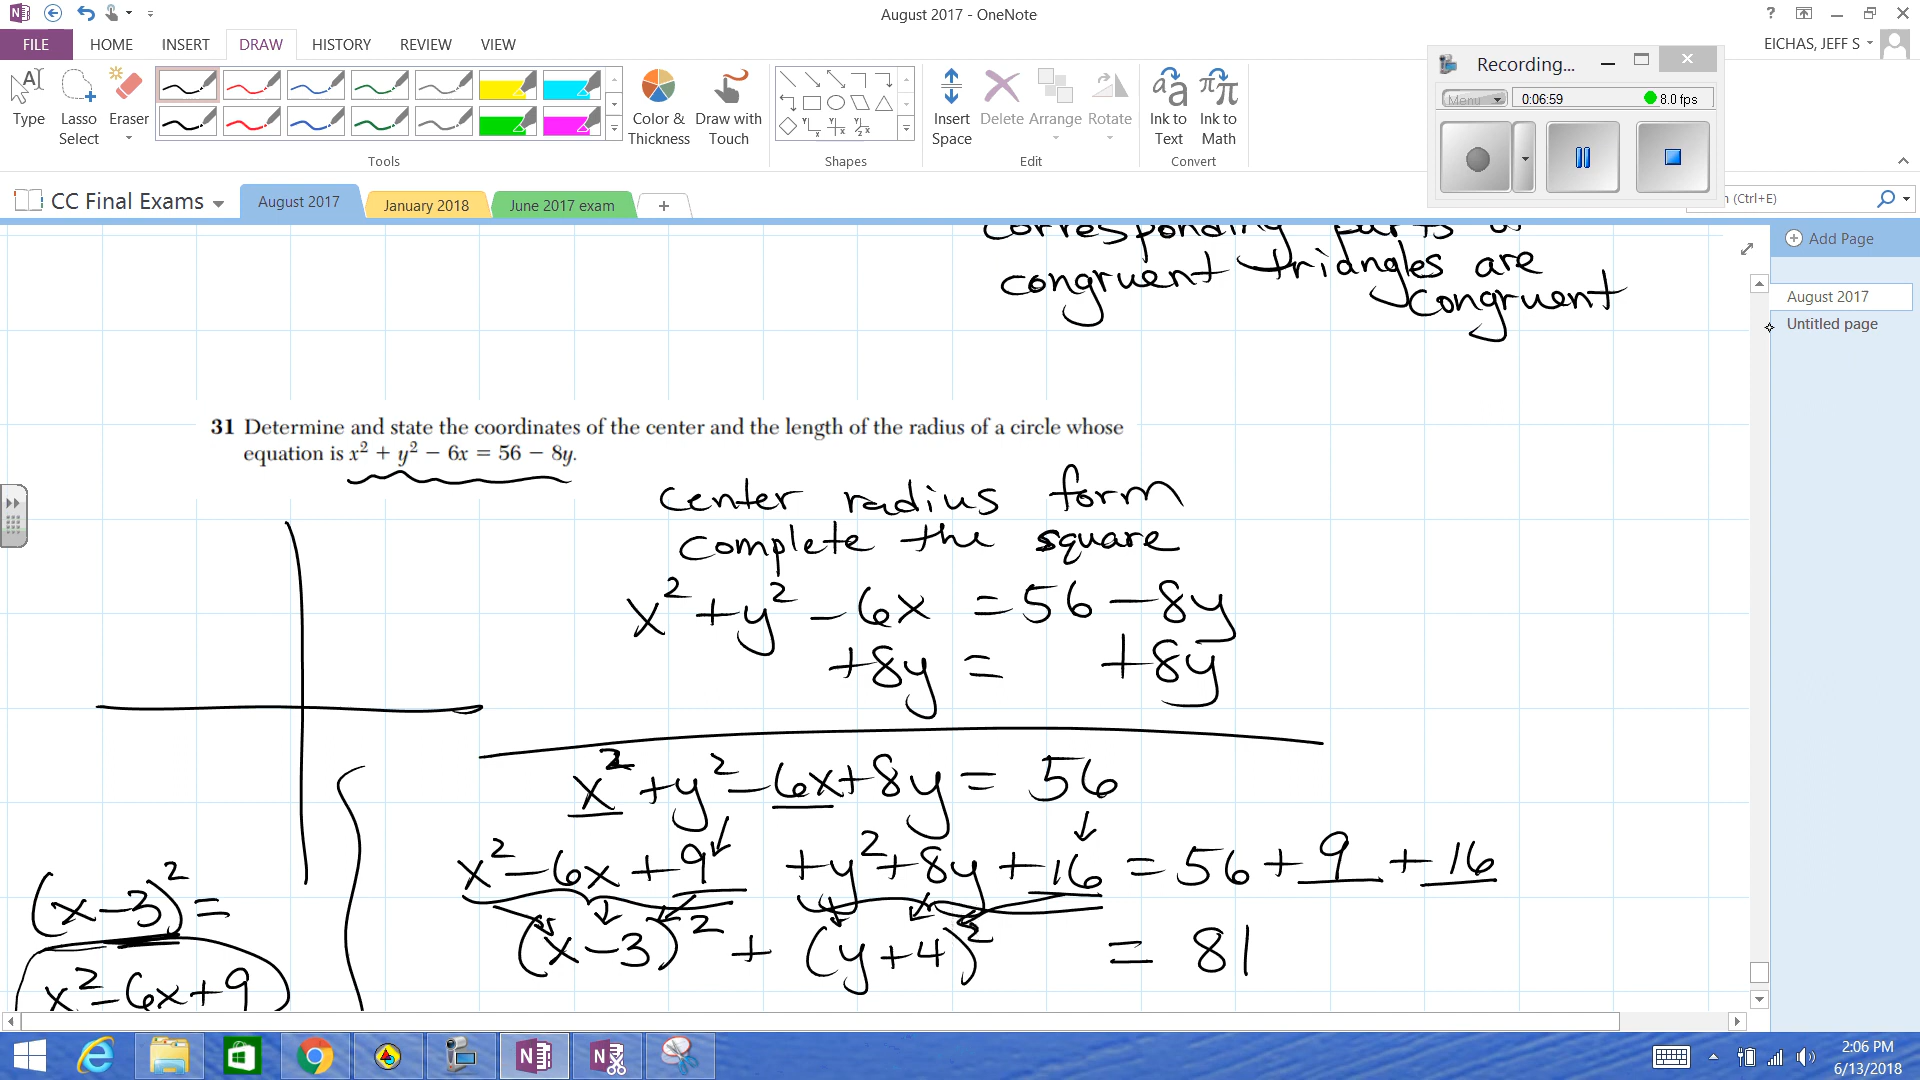 August 2017 - OneNote
FILE HOME INSERT DRAW HISTORY REVIEW VIEW
EICHAS, JEFF S
Recording...
Menu 0:06:59 8.0 fps
Type Lasso Select Eraser Color & Thickness Draw with Touch Insert Space Delete Arrange Rotate Ink to Text Ink to Math
Tools Shapes Edit Convert
CC Final Exams August 2017 January 2018 June 2017 exam +
(Ctrl+E)
Add Page
August 2017
Untitled page
corresponding parts
congruent triangles are
congruent
31 Determine and state the coordinates of the center and the length of the radius of a circle whose
equation is x² + y² − 6x = 56 − 8y.
center radius form
complete the square
x² + y² − 6x = 56 − 8y
+8y = +8y
x² + y² − 6x + 8y = 56
x² − 6x + 9 + y² + 8y + 16 = 56 + 9 + 16
(x − 3)² + (y + 4)² = 81
(x − 3)² =
x² − 6x + 9
2:06 PM
6/13/2018